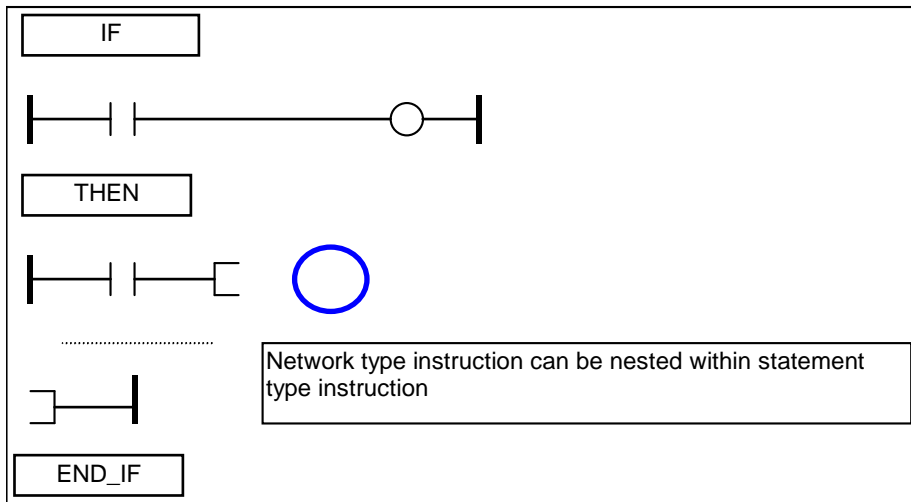 IF
THEN
Network type instruction can be nested within statement
type instruction
END_IF